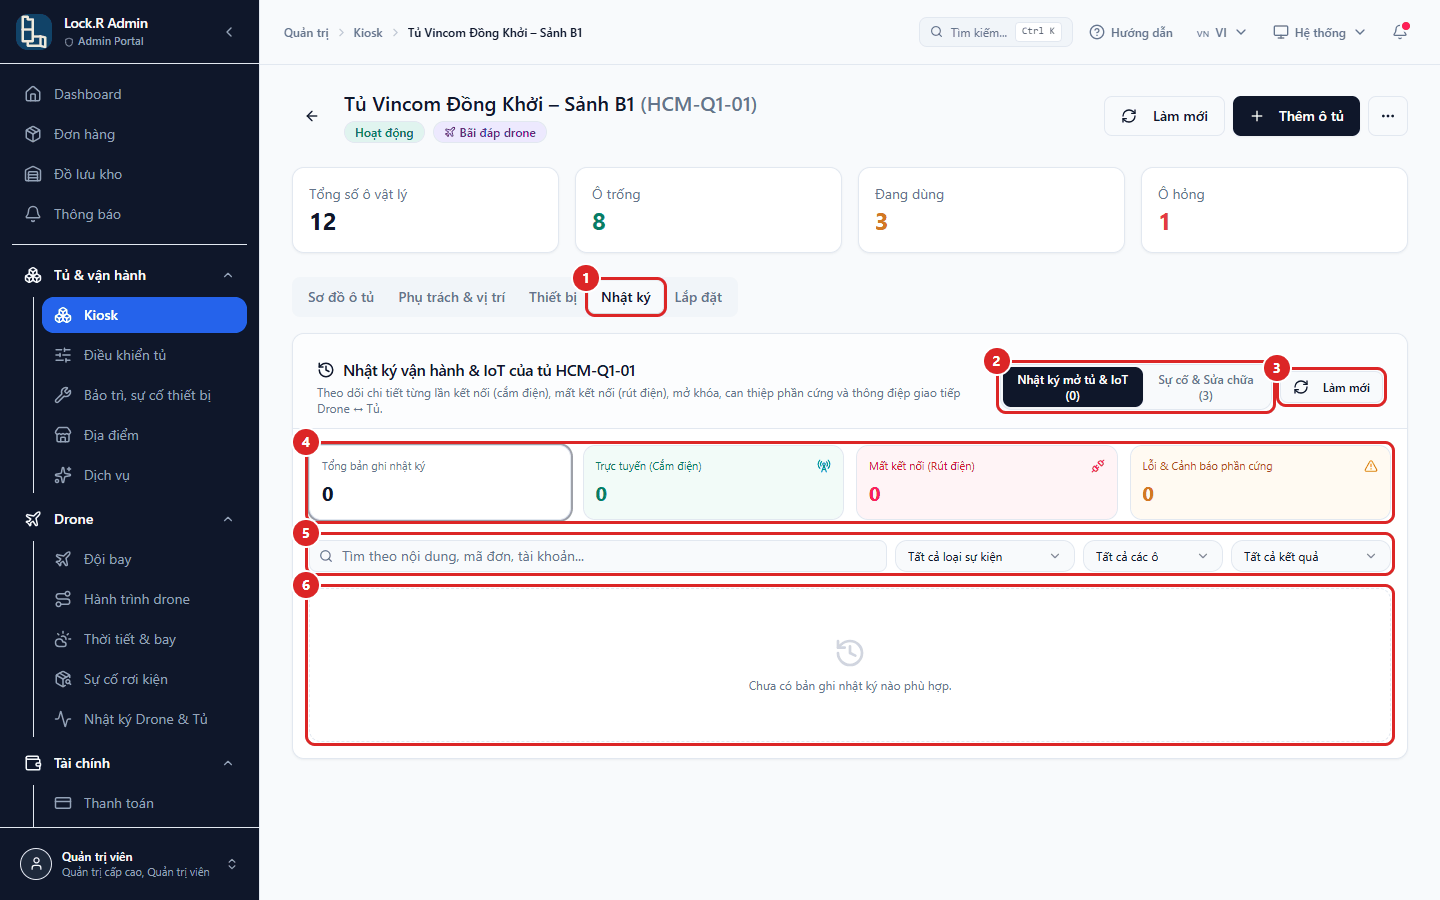 Lock.R Admin
Admin Portal
Dashboard
Đơn hàng
Đồ lưu kho
Thông báo
Tủ & vận hành
Kiosk
Điều khiển tủ
Bảo trì, sự cố thiết bị
Địa điểm
Dịch vụ
Drone
Đội bay
Hành trình drone
Thời tiết & bay
Sự cố rơi kiện
Nhật ký Drone & Tủ
Tài chính
Thanh toán
Quản trị viên
Quản trị cấp cao, Quản trị viên
Quản trị > Kiosk > Tủ Vincom Đồng Khởi – Sảnh B1
Tìm kiếm... Ctrl K
Hướng dẫn
VN VI
Hệ thống
Tủ Vincom Đồng Khởi – Sảnh B1 (HCM-Q1-01)
Hoạt động
Bãi đáp drone
Làm mới
+ Thêm ô tủ
Tổng số ô vật lý
12
Ô trống
8
Đang dùng
3
Ô hỏng
1
Sơ đồ ô tủ
Phụ trách & vị trí
Thiết bị
1
Nhật ký
Lắp đặt
Nhật ký vận hành & IoT của tủ HCM-Q1-01
Theo dõi chi tiết từng lần kết nối (cắm điện), mất kết nối (rút điện), mở khóa, can thiệp phần cứng và thông điệp giao tiếp
Drone ↔ Tủ.
2
Nhật ký mở tủ & IoT
(0)
Sự cố & Sửa chữa
(3)
3
Làm mới
4
Tổng bản ghi nhật ký
0
Trực tuyến (Cắm điện)
0
Mất kết nối (Rút điện)
0
Lỗi & Cảnh báo phần cứng
0
5
Tìm theo nội dung, mã đơn, tài khoản...
Tất cả loại sự kiện
Tất cả các ô
Tất cả kết quả
6
Chưa có bản ghi nhật ký nào phù hợp.